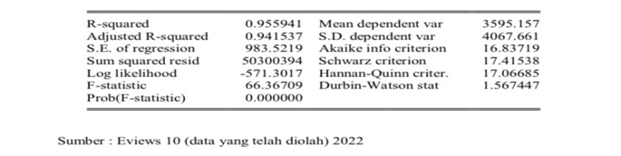 R-squared 0.955941 Mean dependent var 3595.157
Adjusted R-squared 0.941537 S.D. dependent var 4067.661
S.E. of regression 983.5219 Akaike info criterion 16.83719
Sum squared resid 50300394 Schwarz criterion 17.41538
Log likelihood -571.3017 Hannan-Quinn criter. 17.06685
F-statistic 66.36709 Durbin-Watson stat 1.567447
Prob(F-statistic) 0.000000
Sumber : Eviews 10 (data yang telah diolah) 2022